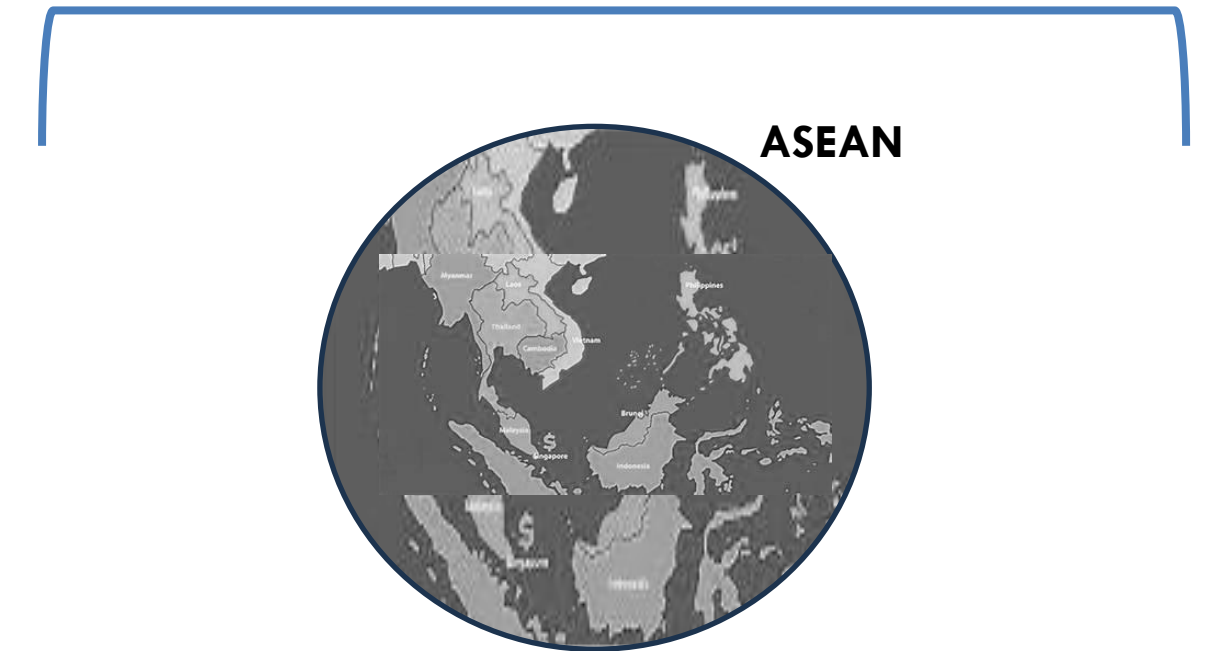 ASEAN
Myanmar
Laos
Philippines
Thailand
Vietnam
Cambodia
Brunei
Malaysia
$
Singapore
Indonesia
$